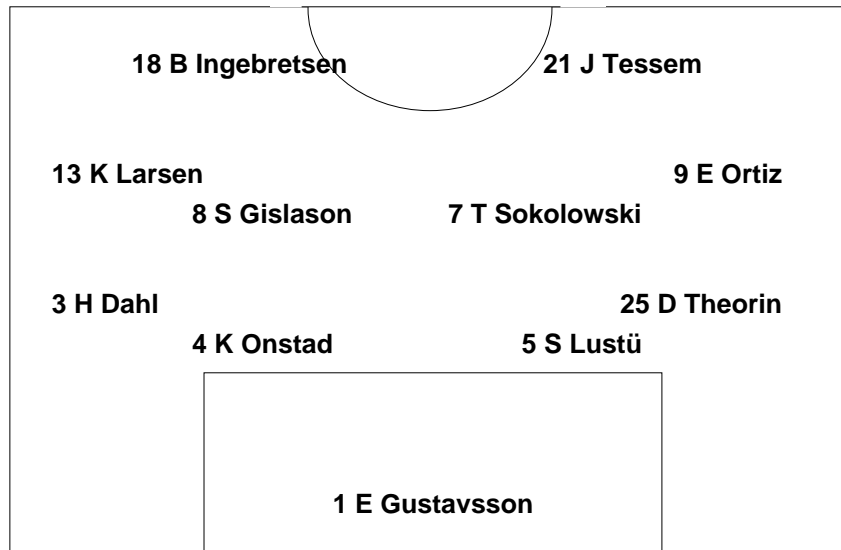 18 B Ingebretsen
21 J Tessem
13 K Larsen
9 E Ortiz
8 S Gislason
7 T Sokolowski
3 H Dahl
25 D Theorin
4 K Onstad
5 S Lustü
1 E Gustavsson